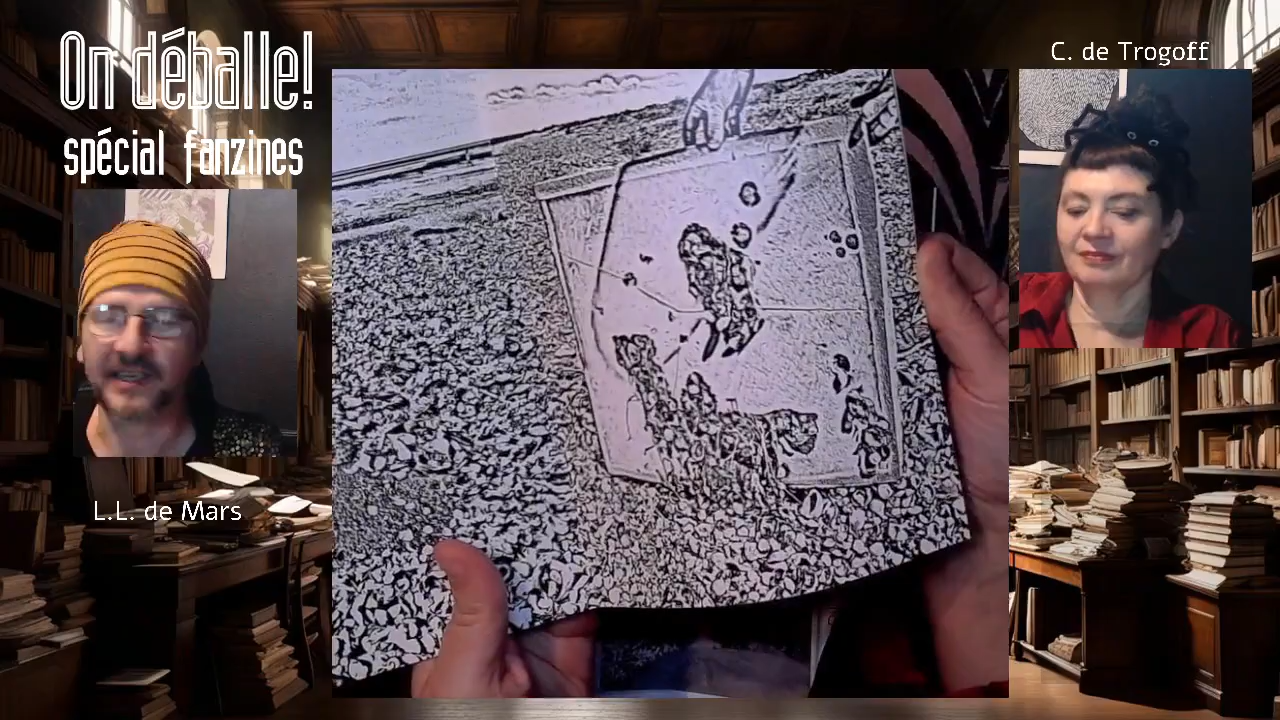 On déballe!
spécial fanzines
C. de Trogoff
L.L. de Mars